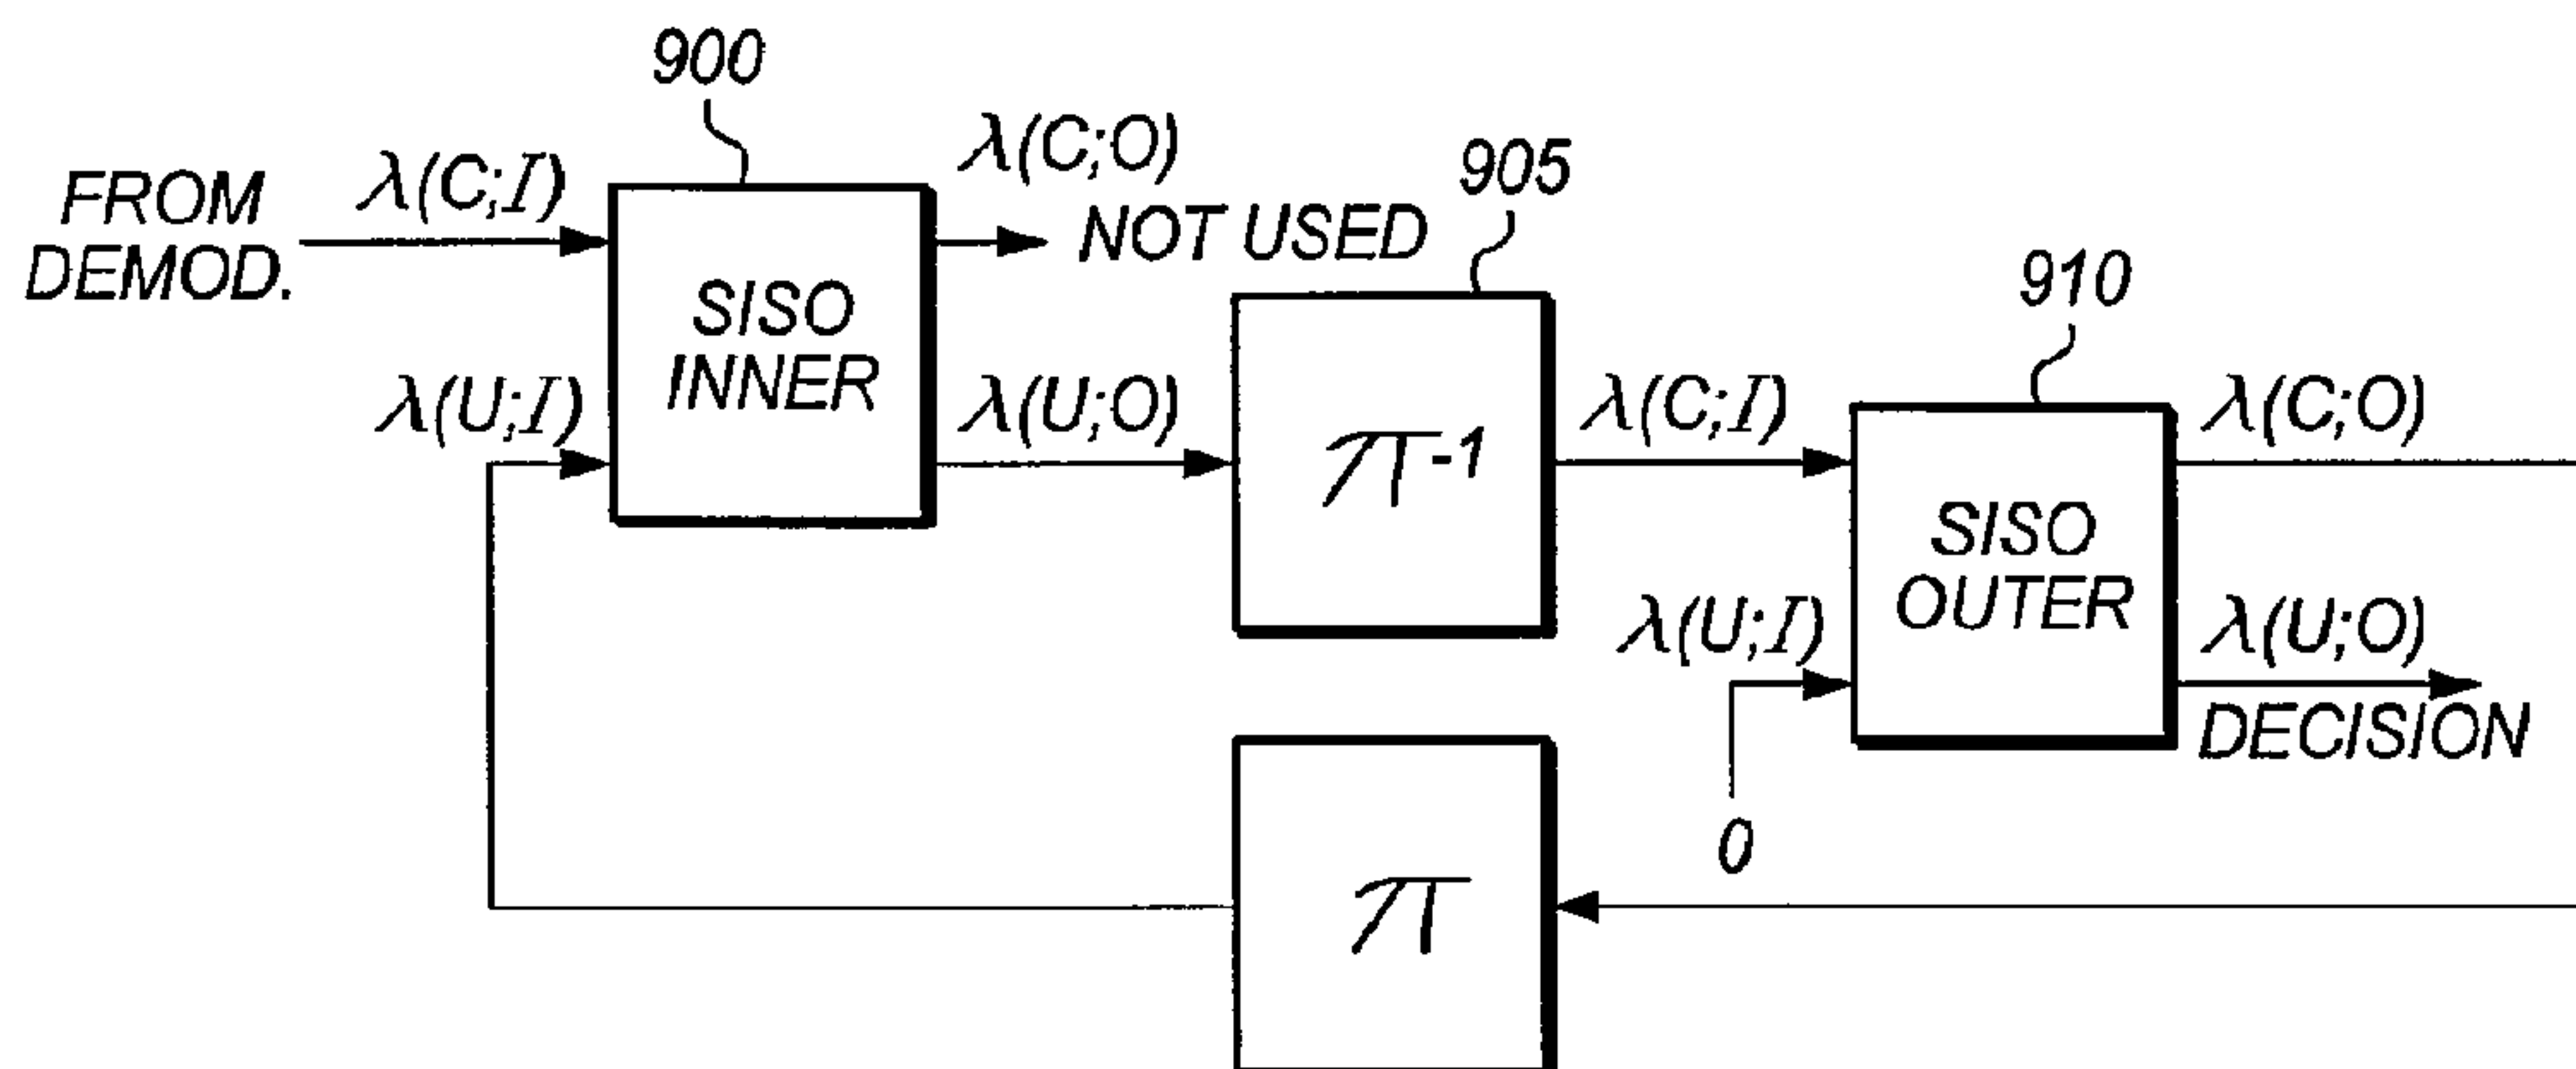 900
FROM
DEMOD.
λ(C;I)
λ(C;O)
NOT USED
SISO
INNER
λ(U;I)
λ(U;O)
905
π-1
λ(C;I)
910
λ(C;O)
SISO
OUTER
λ(U;I)
λ(U;O)
DECISION
0
π